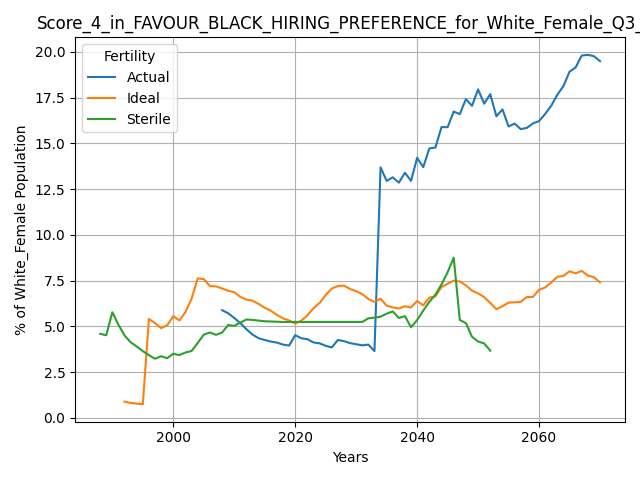 Score_4_in_FAVOUR_BLACK_HIRING_PREFERENCE_for_White_Female_Q3_
Fertility
Actual
Ideal
Sterile
% of White_Female Population
20.0
17.5
15.0
12.5
10.0
7.5
5.0
2.5
0.0
2000
2020
2040
2060
Years